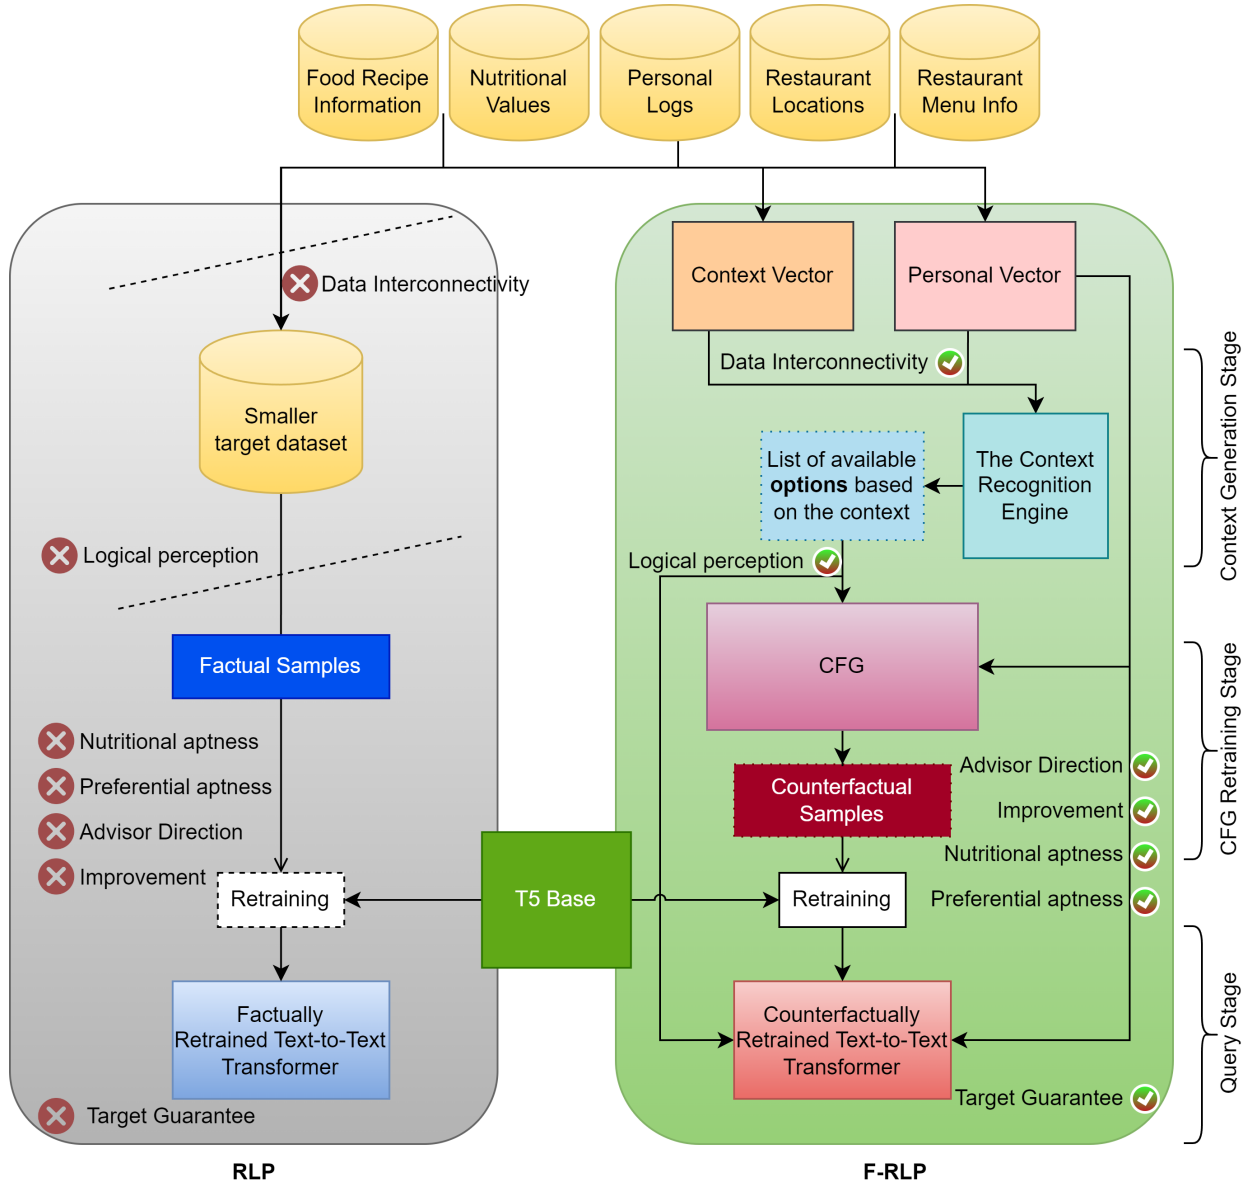 Food Recipe
Information
Nutritional
Values
Personal
Logs
Restaurant
Locations
Restaurant
Menu Info
Data Interconnectivity
Smaller
target dataset
Logical perception
Factual Samples
Nutritional aptness
Preferential aptness
Advisor Direction
Improvement
Retraining
Factually
Retrained Text-to-Text
Transformer
Target Guarantee
RLP
T5 Base
Context Vector
Personal Vector
Data Interconnectivity
The Context
Recognition
Engine
List of available
options based
on the context
Logical perception
CFG
Counterfactual
Samples
Advisor Direction
Improvement
Nutritional aptness
Preferential aptness
Retraining
Counterfactually
Retrained Text-to-Text
Transformer
Target Guarantee
F-RLP
Context Generation Stage
CFG Retraining Stage
Query Stage